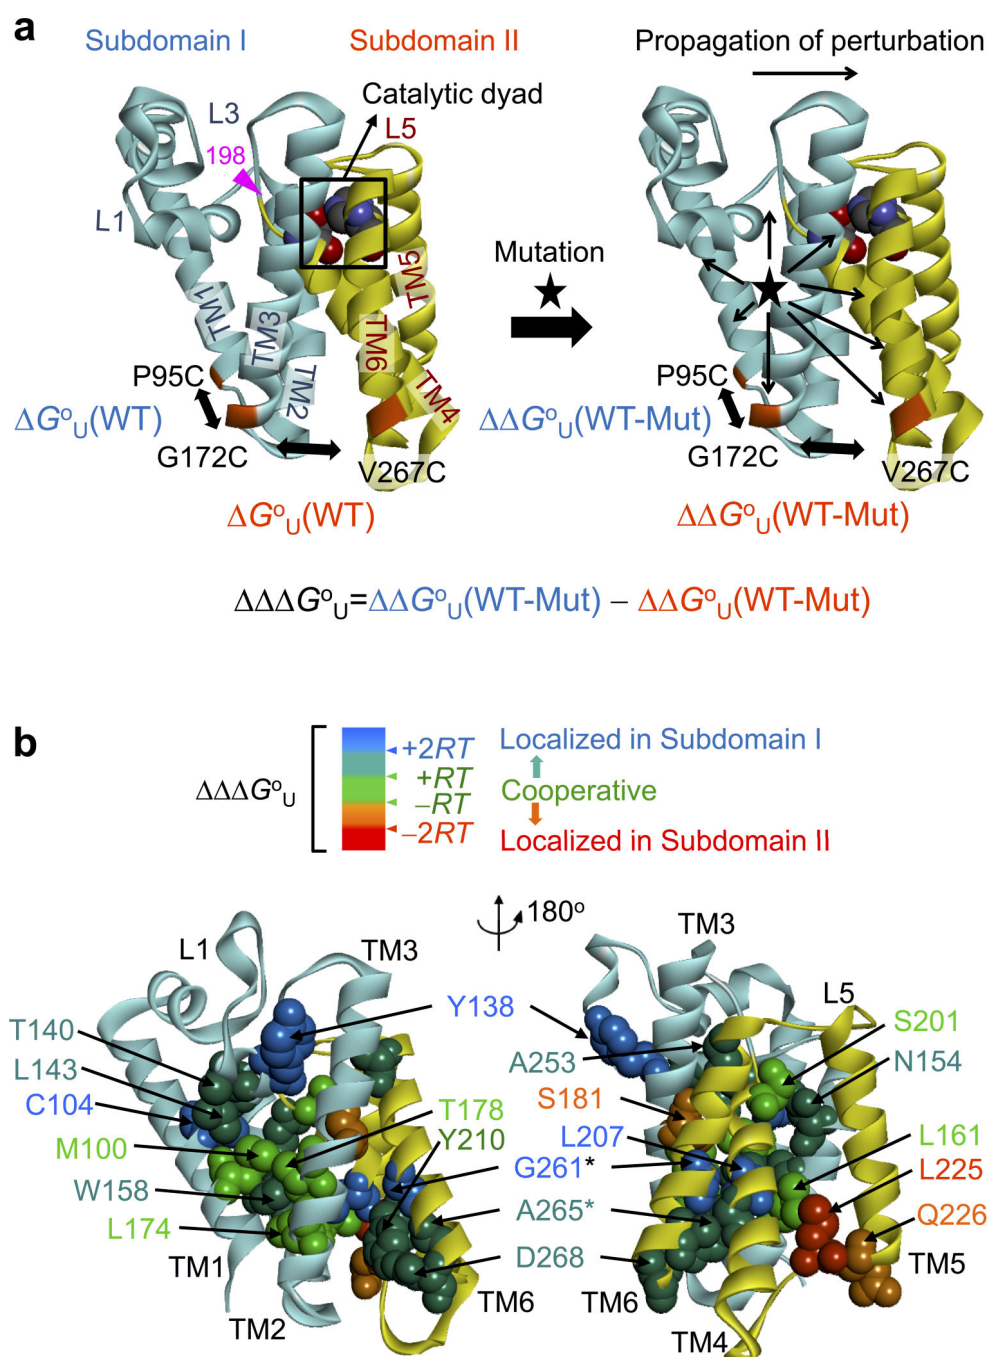 a
Subdomain I
Subdomain II
Propagation of perturbation
Catalytic dyad
L3
L5
198
L1
Mutation
TM1
TM3
TM2
TM5
TM6
TM4
P95C
ΔG°U(WT)
G172C
V267C
ΔG°U(WT)
P95C
ΔΔG°U(WT-Mut)
G172C
V267C
ΔΔG°U(WT-Mut)
ΔΔΔG°U=ΔΔG°U(WT-Mut) – ΔΔG°U(WT-Mut)
b
ΔΔΔG°U
+2RT
+RT
–RT
–2RT
Localized in Subdomain I
Cooperative
Localized in Subdomain II
180°
L1
TM3
TM3
L5
T140
L143
C104
M100
W158
L174
TM1
TM2
Y138
A253
T178
Y210
S181
L207
G261*
A265*
D268
TM6
TM6
TM4
S201
N154
L161
L225
Q226
TM5